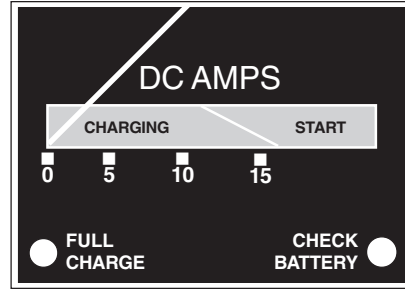 DC AMPS
CHARGING START
0 5 10 15
FULL CHECK
CHARGE BATTERY